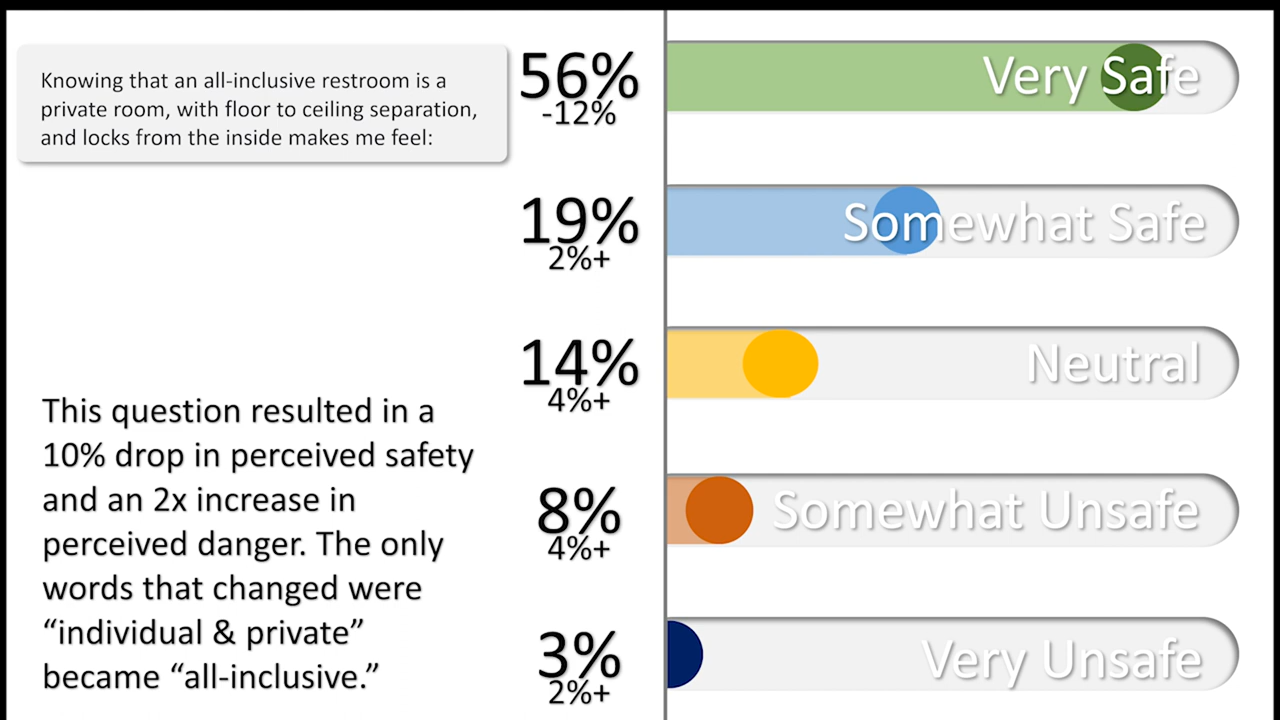 Knowing that an all-inclusive restroom is a
private room, with floor to ceiling separation,
and locks from the inside makes me feel:
56%
-12%
Very Safe
19%
2%+
Somewhat Safe
14%
4%+
Neutral
8%
4%+
Somewhat Unsafe
3%
2%+
Very Unsafe
This question resulted in a
10% drop in perceived safety
and an 2x increase in
perceived danger. The only
words that changed were
“individual & private”
became “all-inclusive.”